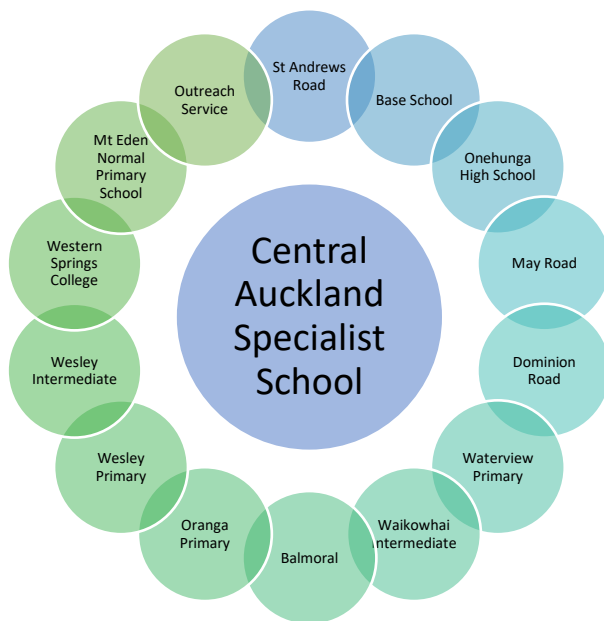 Central
Auckland
Specialist
School
St Andrews
Road
Base School
Onehunga
High School
May Road
Dominion
Road
Waterview
Primary
Waikowhai
Intermediate
Balmoral
Oranga
Primary
Wesley
Primary
Wesley
Intermediate
Western
Springs
College
Mt Eden
Normal
Primary
School
Outreach
Service